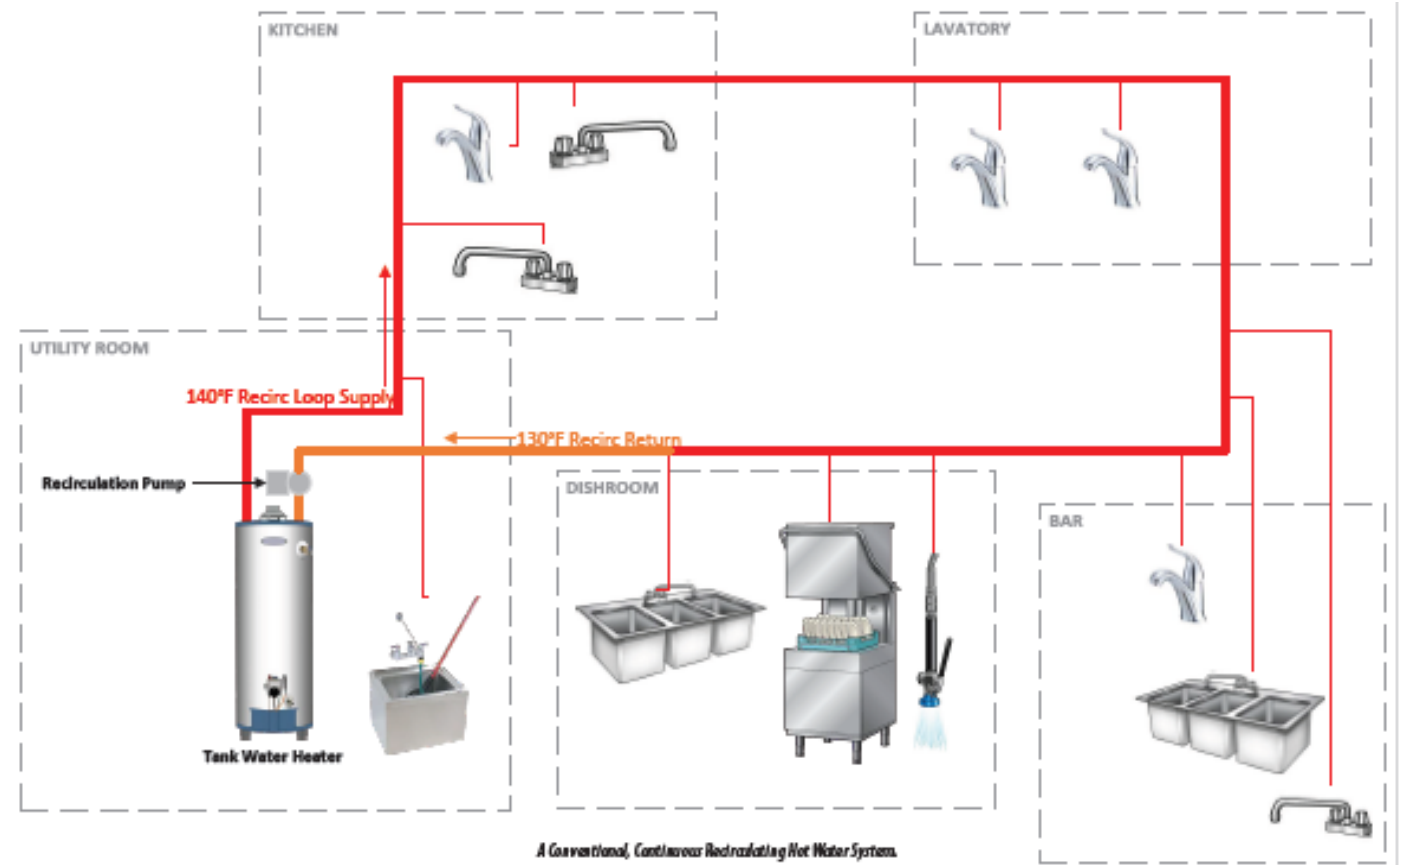 KITCHEN
LAVATORY
UTILITY ROOM
140°F Recirc Loop Supply
130°F Recirc Return
Recirculation Pump
DISHROOM
BAR
Tank Water Heater
A Conventional, Continuous Recirculating Hot Water System.